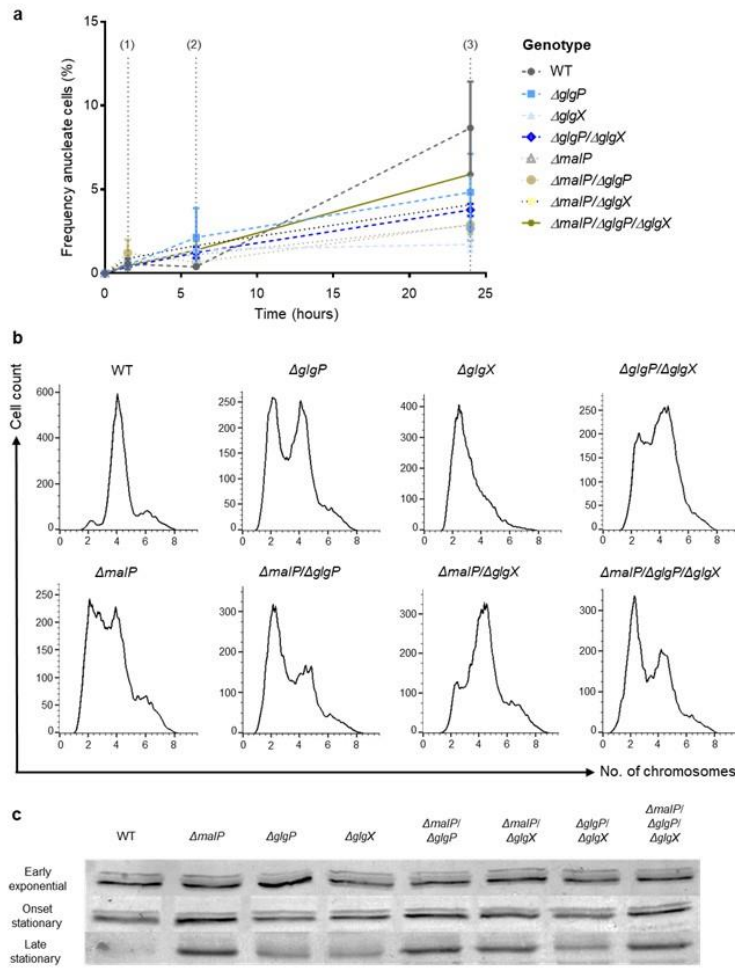 a
15
10
5
0
Frequency anucleate cells (%)
(1)
(2)
(3)
0 5 10 15 20 25
Time (hours)
Genotype
WT
ΔglgP
ΔglgX
ΔglgP/ΔglgX
ΔmalP
ΔmalP/ΔglgP
ΔmalP/ΔglgX
ΔmalP/ΔglgP/ΔglgX
b
Cell count
WT
600
400
200
0
0 2 4 6 8
ΔglgP
250
200
150
100
50
0
0 2 4 6 8
ΔglgX
400
300
200
100
0
0 2 4 6 8
ΔglgP/ΔglgX
250
200
150
100
50
0
0 2 4 6 8
ΔmalP
250
200
150
100
50
0
0 2 4 6 8
ΔmalP/ΔglgP
300
200
100
0
0 2 4 6 8
ΔmalP/ΔglgX
300
200
100
0
0 2 4 6 8
ΔmalP/ΔglgP/ΔglgX
300
200
100
0
0 2 4 6 8
No. of chromosomes
c
WT
ΔmalP
ΔglgP
ΔglgX
ΔmalP/
ΔglgP
ΔmalP/
ΔglgX
ΔglgP/
ΔglgX
ΔmalP/
ΔglgP/
ΔglgX
Early
exponential
Onset
stationary
Late
stationary